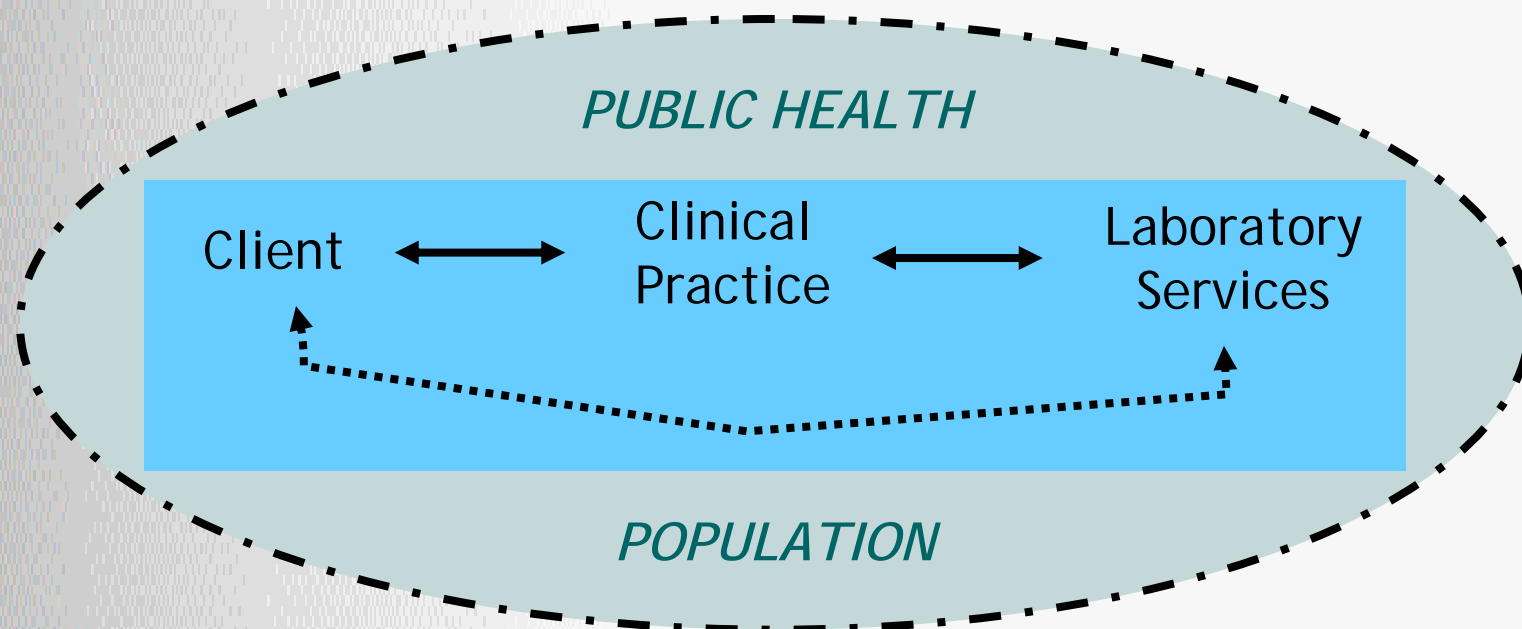 PUBLIC HEALTH
Client
Clinical
Practice
Laboratory
Services
POPULATION